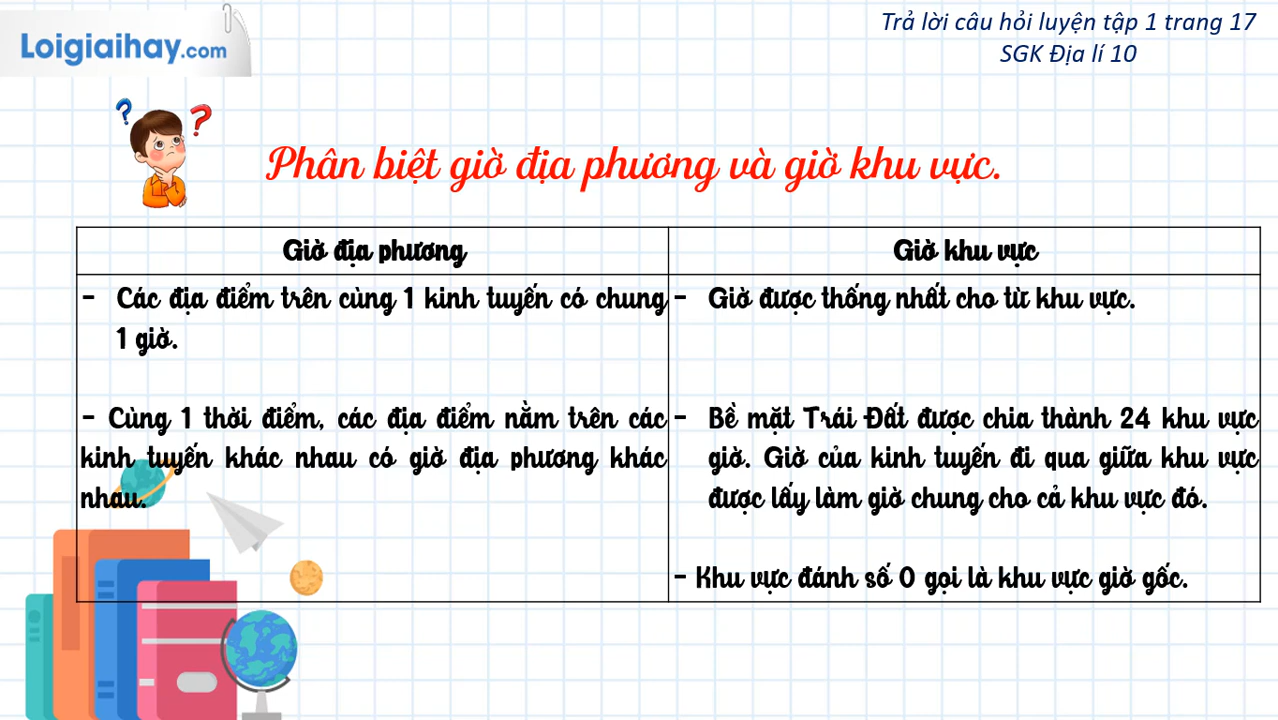 Loigiaihay.com
Trả lời câu hỏi luyện tập 1 trang 17
SGK Địa lí 10
? ?
Phân biệt giờ địa phương và giờ khu vực.
Giờ địa phương
- Các địa điểm trên cùng 1 kinh tuyến có chung
1 giờ.
- Cùng 1 thời điểm, các địa điểm nằm trên các
kinh tuyến khác nhau có giờ địa phương khác
nhau.
Giờ khu vực
- Giờ được thống nhất cho từ khu vực.
- Bề mặt Trái Đất được chia thành 24 khu vực
giờ. Giờ của kinh tuyến đi qua giữa khu vực
được lấy làm giờ chung cho cả khu vực đó.
- Khu vực đánh số 0 gọi là khu vực giờ gốc.